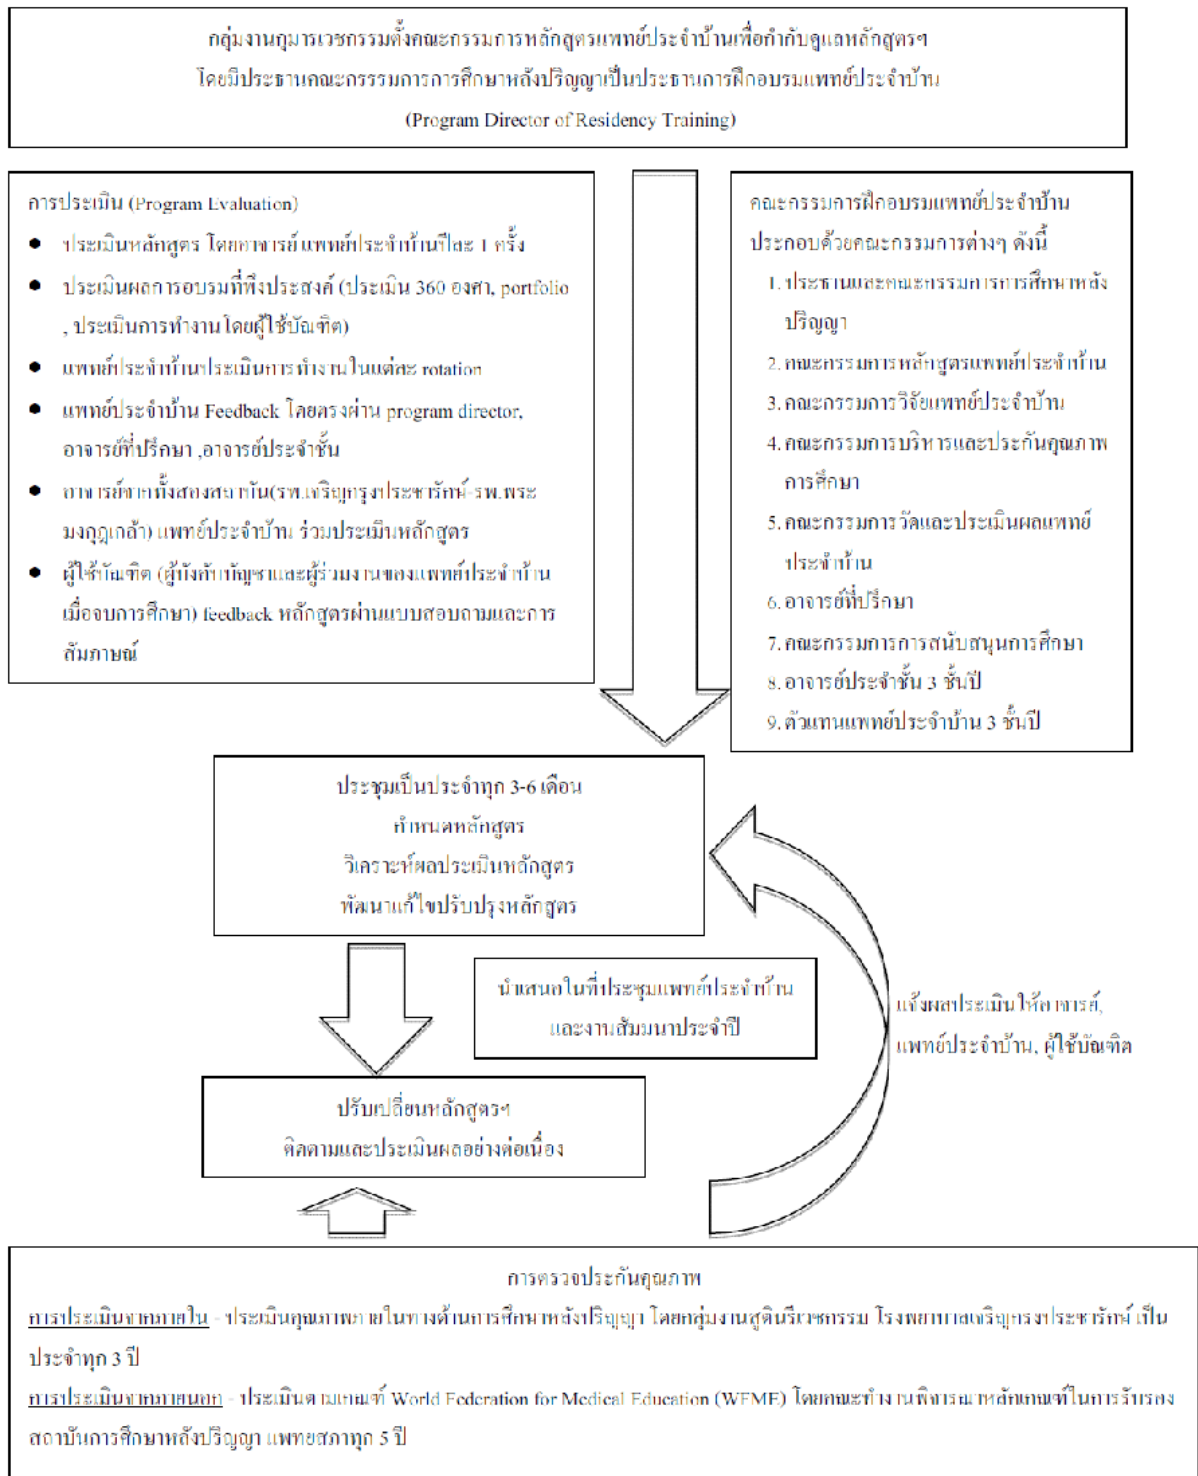 กลุ่มงานกุมารเวชกรรมตั้งคณะกรรมการหลักสูตรแพทย์ประจำบ้านเพื่อกำกับดูแลหลักสูตรฯ
โดยมีประธานคณะกรรรมการการศึกษาหลังปริญญาเป็นประธานการฝึกอบรมแพทย์ประจำบ้าน
(Program Director of Residency Training)
การประเมิน (Program Evaluation)
● ประเมินหลักสูตร โดยอาจารย์ แพทย์ประจำบ้านปีละ 1 ครั้ง
● ประเมินผลการอบรมที่พึงประสงค์ (ประเมิน 360 องศา, portfolio
, ประเมินการทำงานโดยผู้ใช้บัณฑิต)
● แพทย์ประจำบ้านประเมินการทำงานในแต่ละ rotation
● แพทย์ประจำบ้าน Feedback โดยตรงผ่าน program director,
อาจารย์ที่ปรึกษา ,อาจารย์ประจำชั้น
● อาจารย์จากทั้งสองสถาบัน(รพ.เจริญกรุงประชารักษ์-รพ.พระ
มงกุฎเกล้า) แพทย์ประจำบ้าน ร่วมประเมินหลักสูตร
● ผู้ใช้บัณฑิต (ผู้บังคับบัญชาและผู้ร่วมงานของแพทย์ประจำบ้าน
เมื่อจบการศึกษา) feedback หลักสูตรผ่านแบบสอบถามและการ
สัมภาษณ์
คณะกรรมการฝึกอบรมแพทย์ประจำบ้าน
ประกอบด้วยคณะกรรมการต่างๆ ดังนี้
1. ประธานและคณะกรรมการการศึกษาหลัง
ปริญญา
2. คณะกรรมการหลักสูตรแพทย์ประจำบ้าน
3. คณะกรรมการวิจัยแพทย์ประจำบ้าน
4. คณะกรรมการบริหารและประกันคุณภาพ
การศึกษา
5. คณะกรรมการวัดและประเมินผลแพทย์
ประจำบ้าน
6. อาจารย์ที่ปรึกษา
7. คณะกรรมการการสนับสนุนการศึกษา
8. อาจารย์ประจำชั้น 3 ชั้นปี
9. ตัวแทนแพทย์ประจำบ้าน 3 ชั้นปี
ประชุมเป็นประจำทุก 3-6 เดือน
กำหนดหลักสูตร
วิเคราะห์ผลประเมินหลักสูตร
พัฒนาแก้ไขปรับปรุงหลักสูตร
นำเสนอในที่ประชุมแพทย์ประจำบ้าน
และงานสัมมนาประจำปี
แจ้งผลประเมินให้อาจารย์,
แพทย์ประจำบ้าน, ผู้ใช้บัณฑิต
ปรับเปลี่ยนหลักสูตรฯ
ติดตามและประเมินผลอย่างต่อเนื่อง
การตรวจประกันคุณภาพ
การประเมินจากภายใน - ประเมินคุณภาพภายในทางด้านการศึกษาหลังปริญญา โดยกลุ่มงานสูตินรีเวชกรรม โรงพยาบาลเจริญกรุงประชารักษ์ เป็น
ประจำทุก 3 ปี
การประเมินจากภายนอก - ประเมินตามเกณฑ์ World Federation for Medical Education (WFME) โดยคณะทำงานพิจารณาหลักเกณฑ์ในการรับรอง
สถาบันการศึกษาหลังปริญญา แพทยสภาทุก 5 ปี